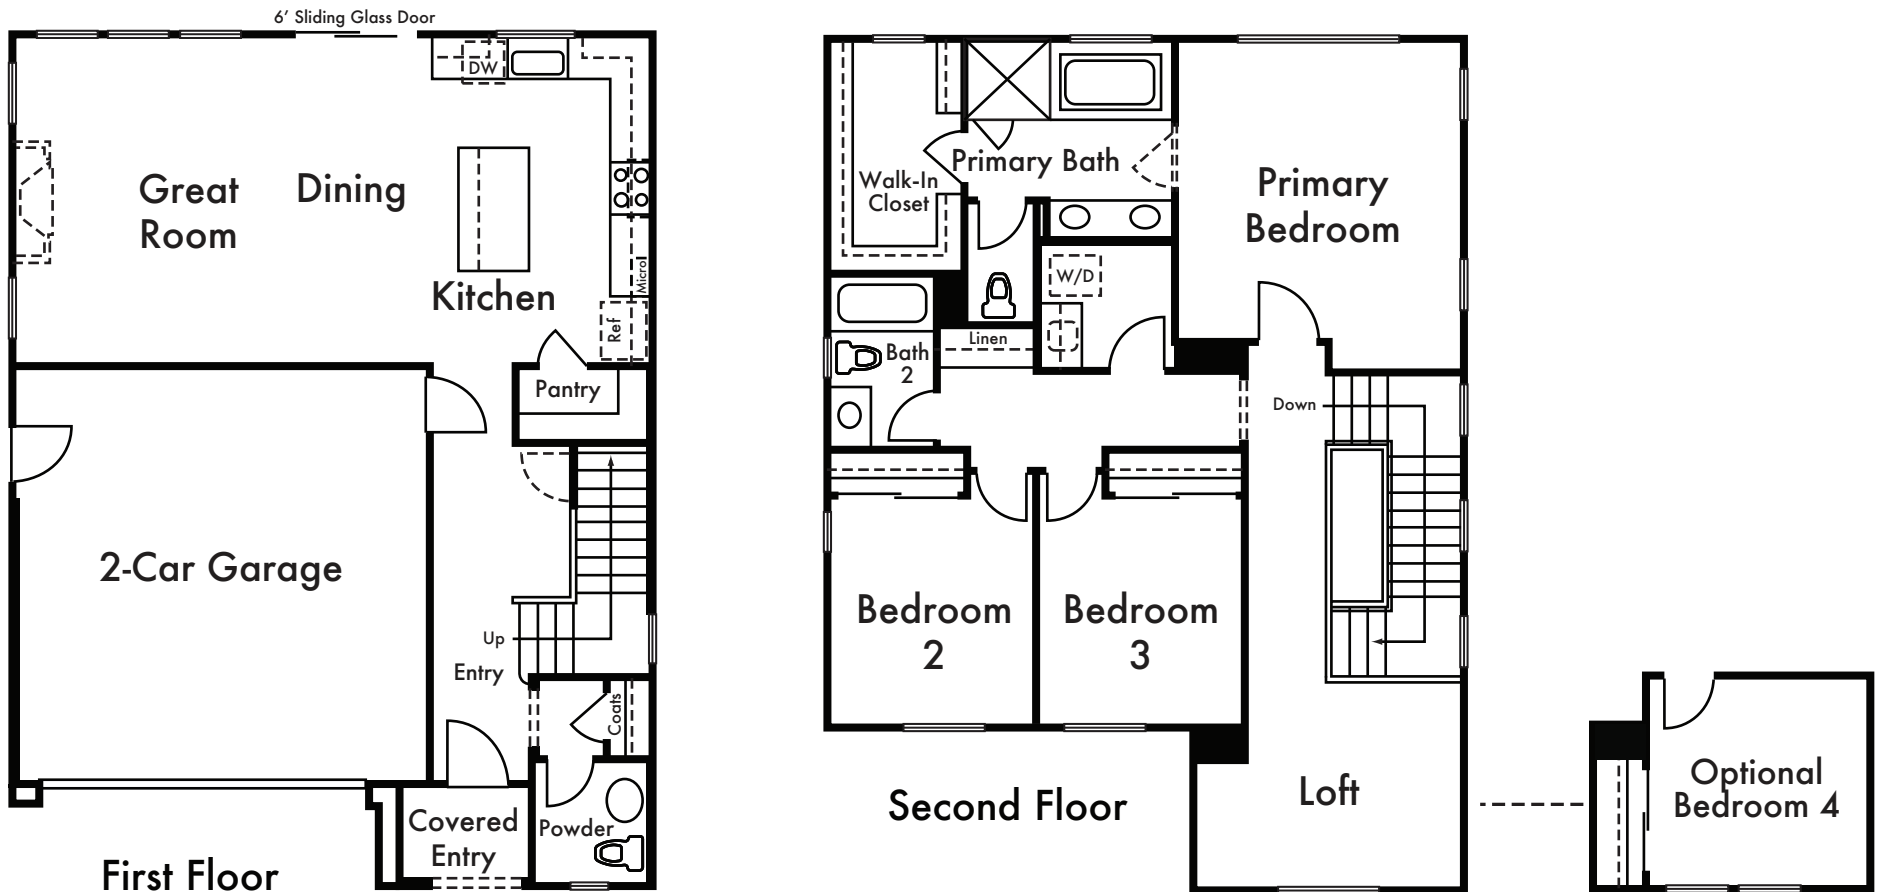 6' Sliding Glass Door
DW
Great
Room
Dining
Kitchen
Micro
Ref
Pantry
2-Car Garage
Up
Entry
Coats
Covered
Entry
Powder
First Floor
Walk-In
Closet
Primary Bath
Primary
Bedroom
W/D
Linen
Bath
2
Down
Bedroom
2
Bedroom
3
Loft
Second Floor
Optional
Bedroom 4